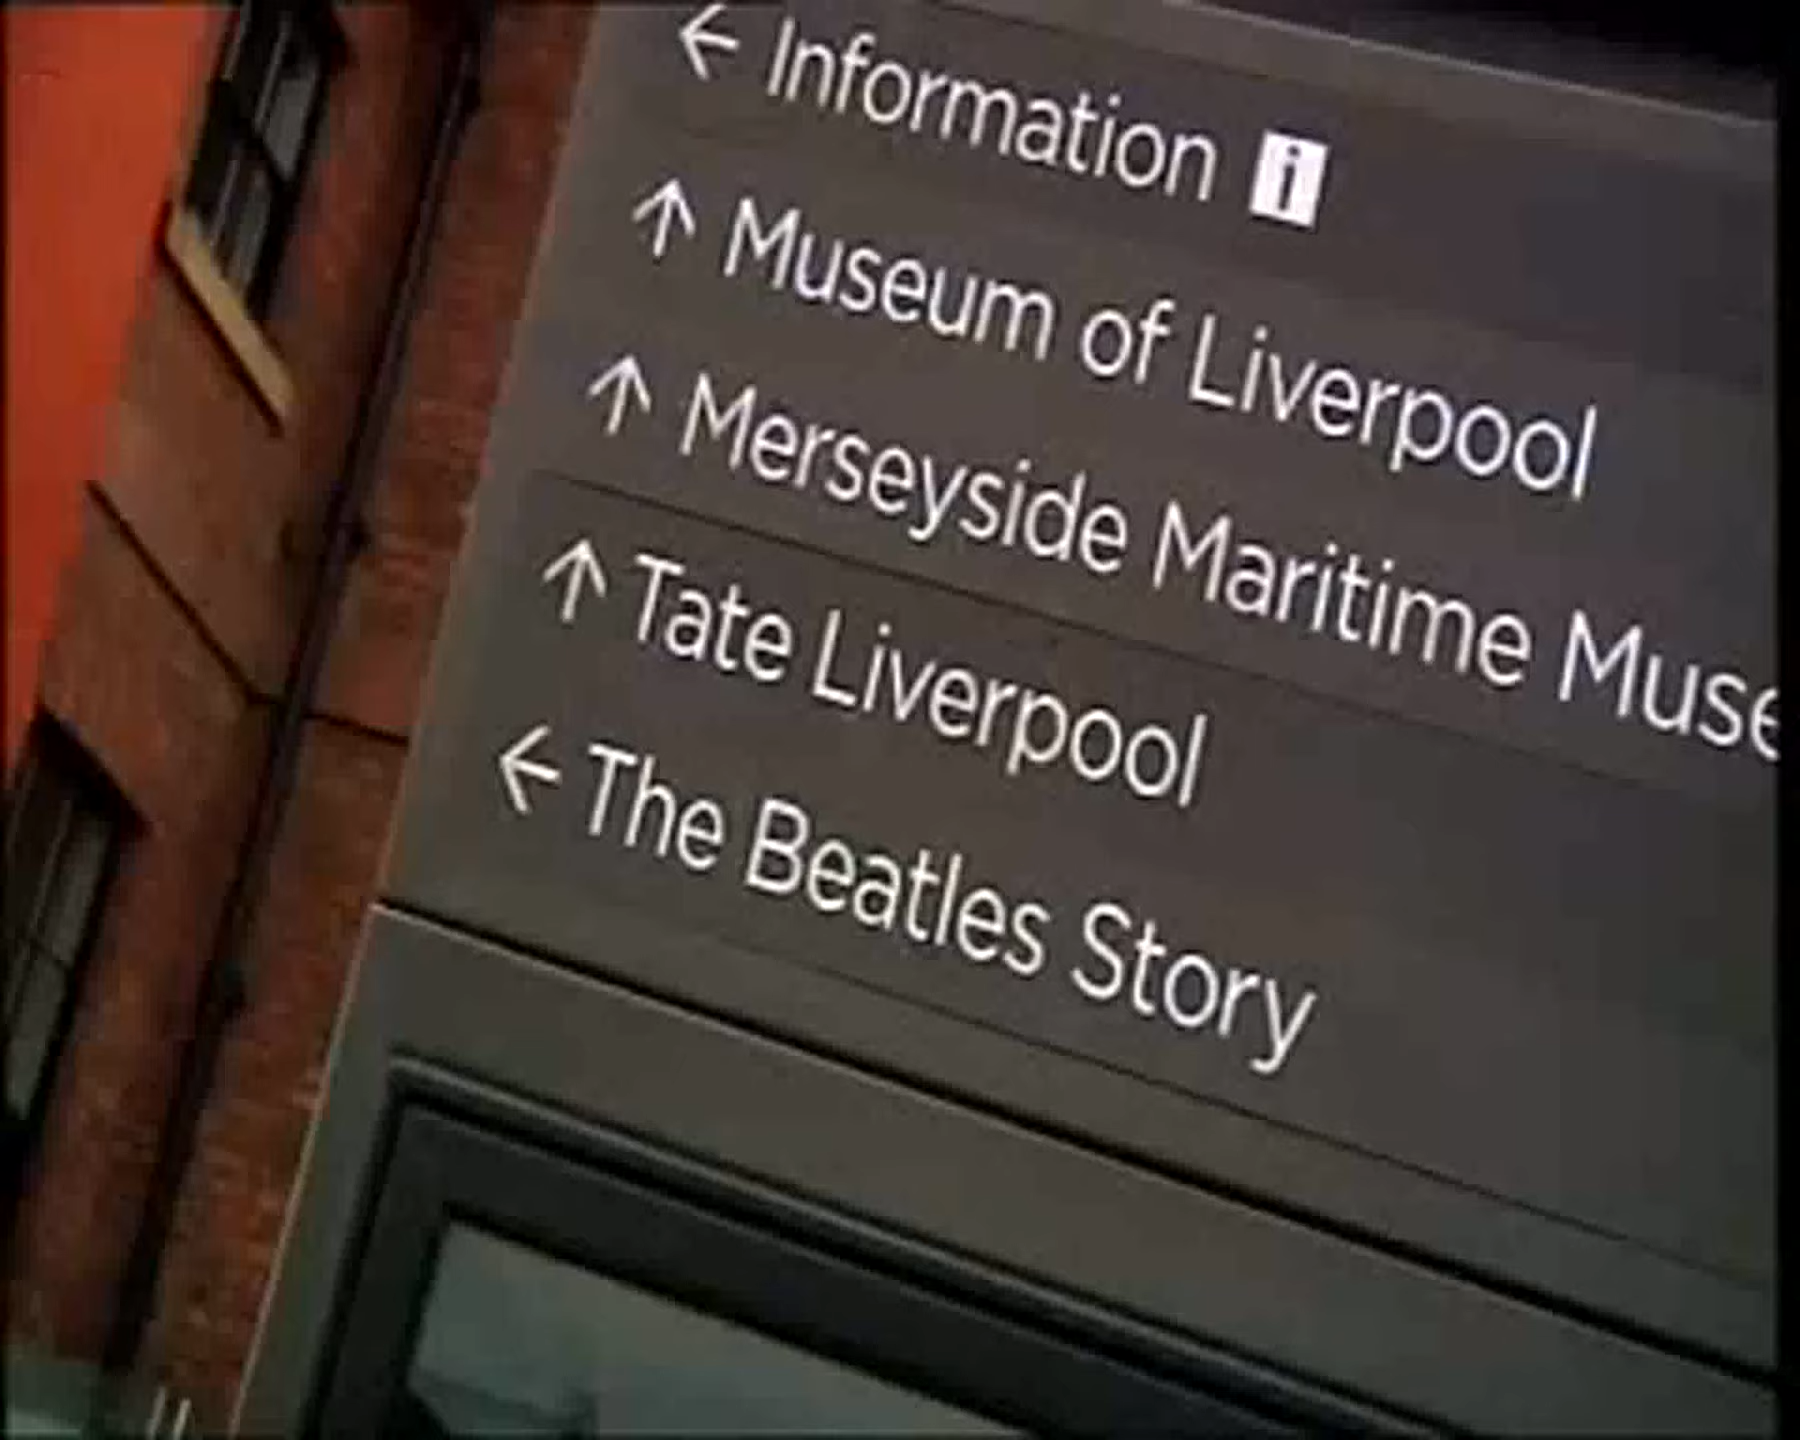 ← Information i
↑ Museum of Liverpool
↑ Merseyside Maritime Muse
↑ Tate Liverpool
← The Beatles Story